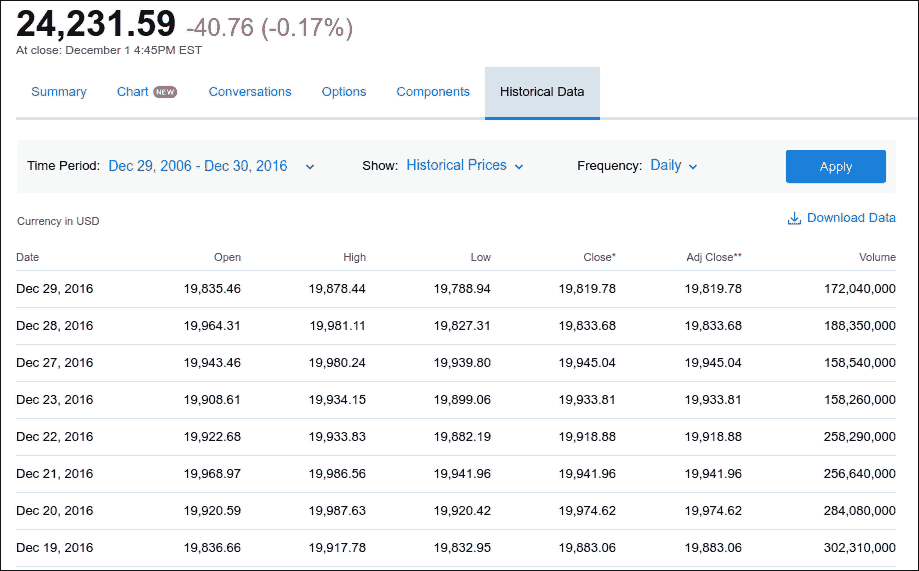 24,231.59 -40.76 (-0.17%)
At close: December 1 4:45PM EST
Summary Chart NEW Conversations Options Components Historical Data
Time Period: Dec 29, 2006 - Dec 30, 2016 Show: Historical Prices Frequency: Daily Apply
Currency in USD Download Data
Date Open High Low Close* Adj Close** Volume
Dec 29, 2016 19,835.46 19,878.44 19,788.94 19,819.78 19,819.78 172,040,000
Dec 28, 2016 19,964.31 19,981.11 19,827.31 19,833.68 19,833.68 188,350,000
Dec 27, 2016 19,943.46 19,980.24 19,939.80 19,945.04 19,945.04 158,540,000
Dec 23, 2016 19,908.61 19,934.15 19,899.06 19,933.81 19,933.81 158,260,000
Dec 22, 2016 19,922.68 19,933.83 19,882.19 19,918.88 19,918.88 258,290,000
Dec 21, 2016 19,968.97 19,986.56 19,941.96 19,941.96 19,941.96 256,640,000
Dec 20, 2016 19,920.59 19,987.63 19,920.42 19,974.62 19,974.62 284,080,000
Dec 19, 2016 19,836.66 19,917.78 19,832.95 19,883.06 19,883.06 302,310,000